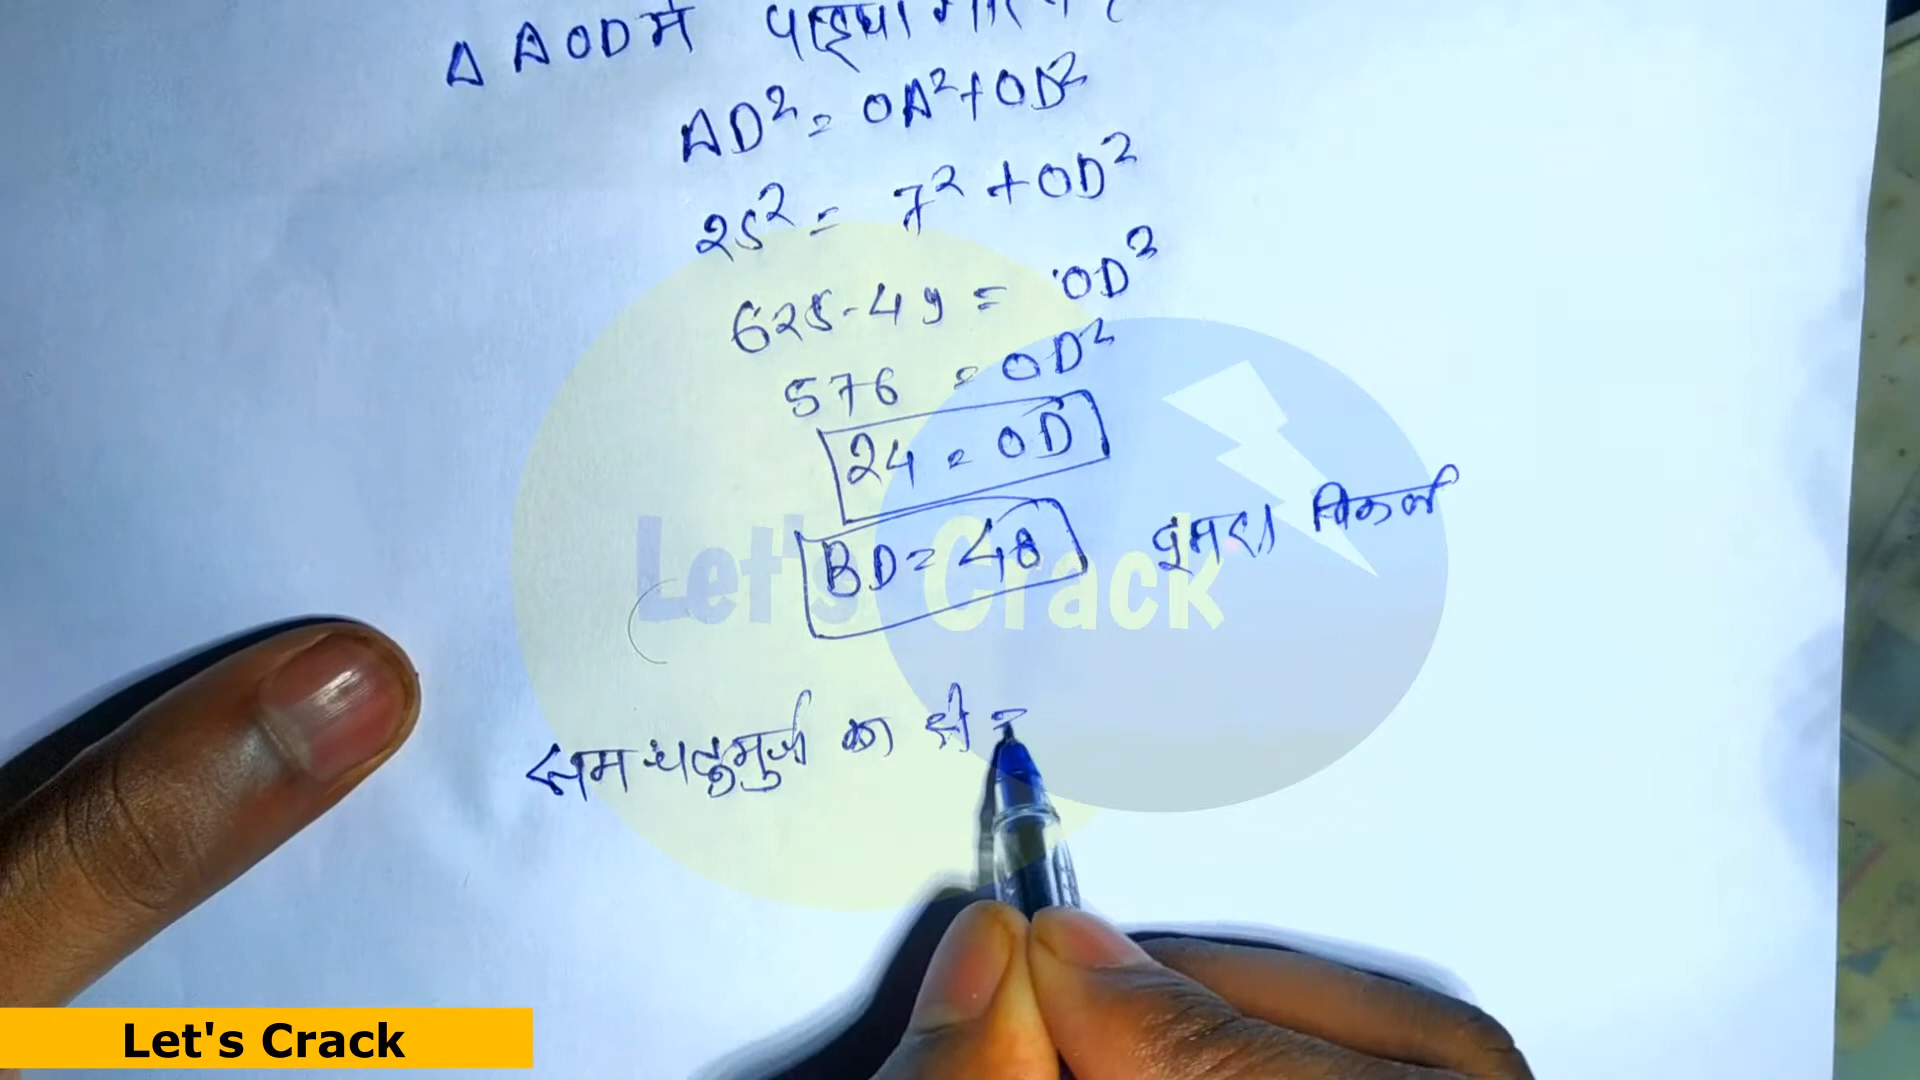 Δ AOD में पाइथागोरस
AD² = OA² + OD²
25² = 7² + OD²
625 - 49 = OD²
576 = OD²
24 = OD
BD = 48 दूसरा विकर्ण
Let's Crack
सम चतुर्भुज का क्षे
Let's Crack